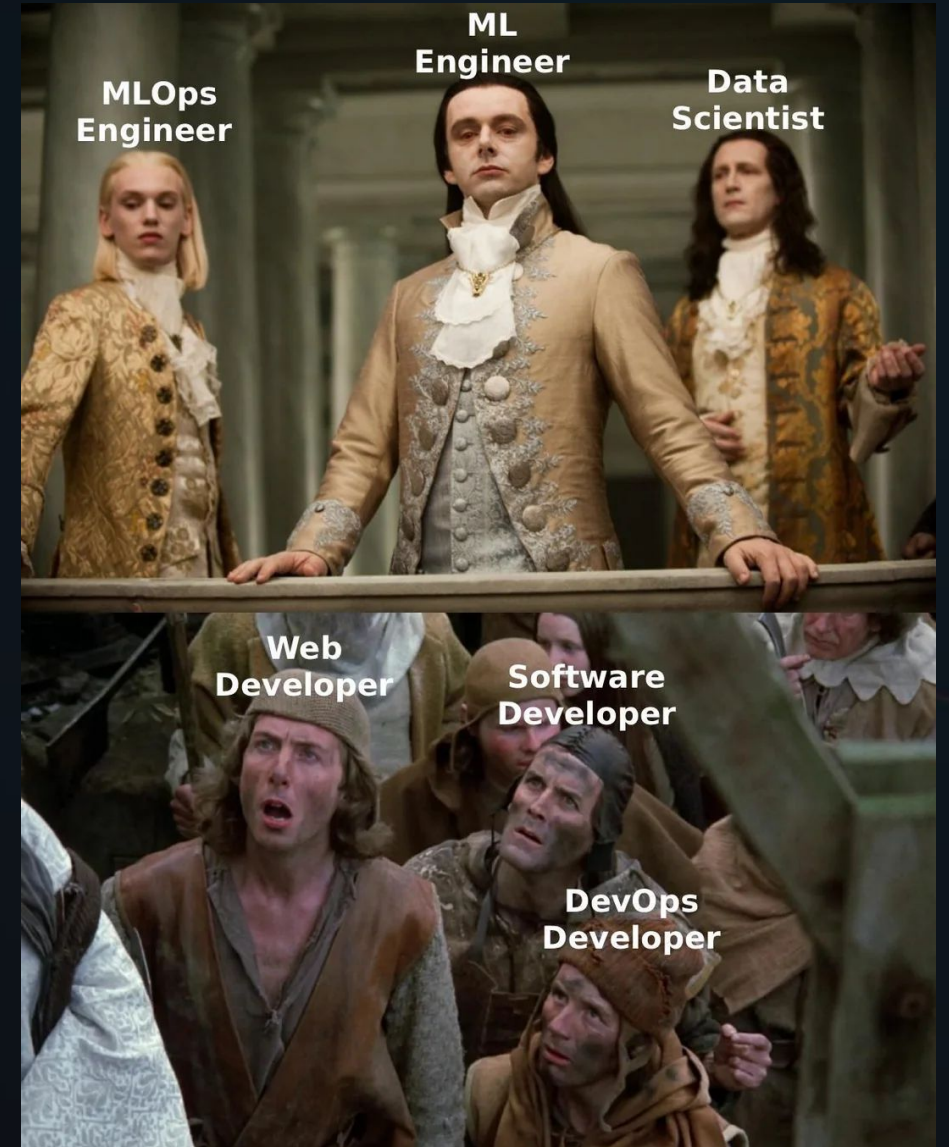 ML
Engineer
MLOps
Engineer
Data
Scientist
Web
Developer
Software
Developer
DevOps
Developer